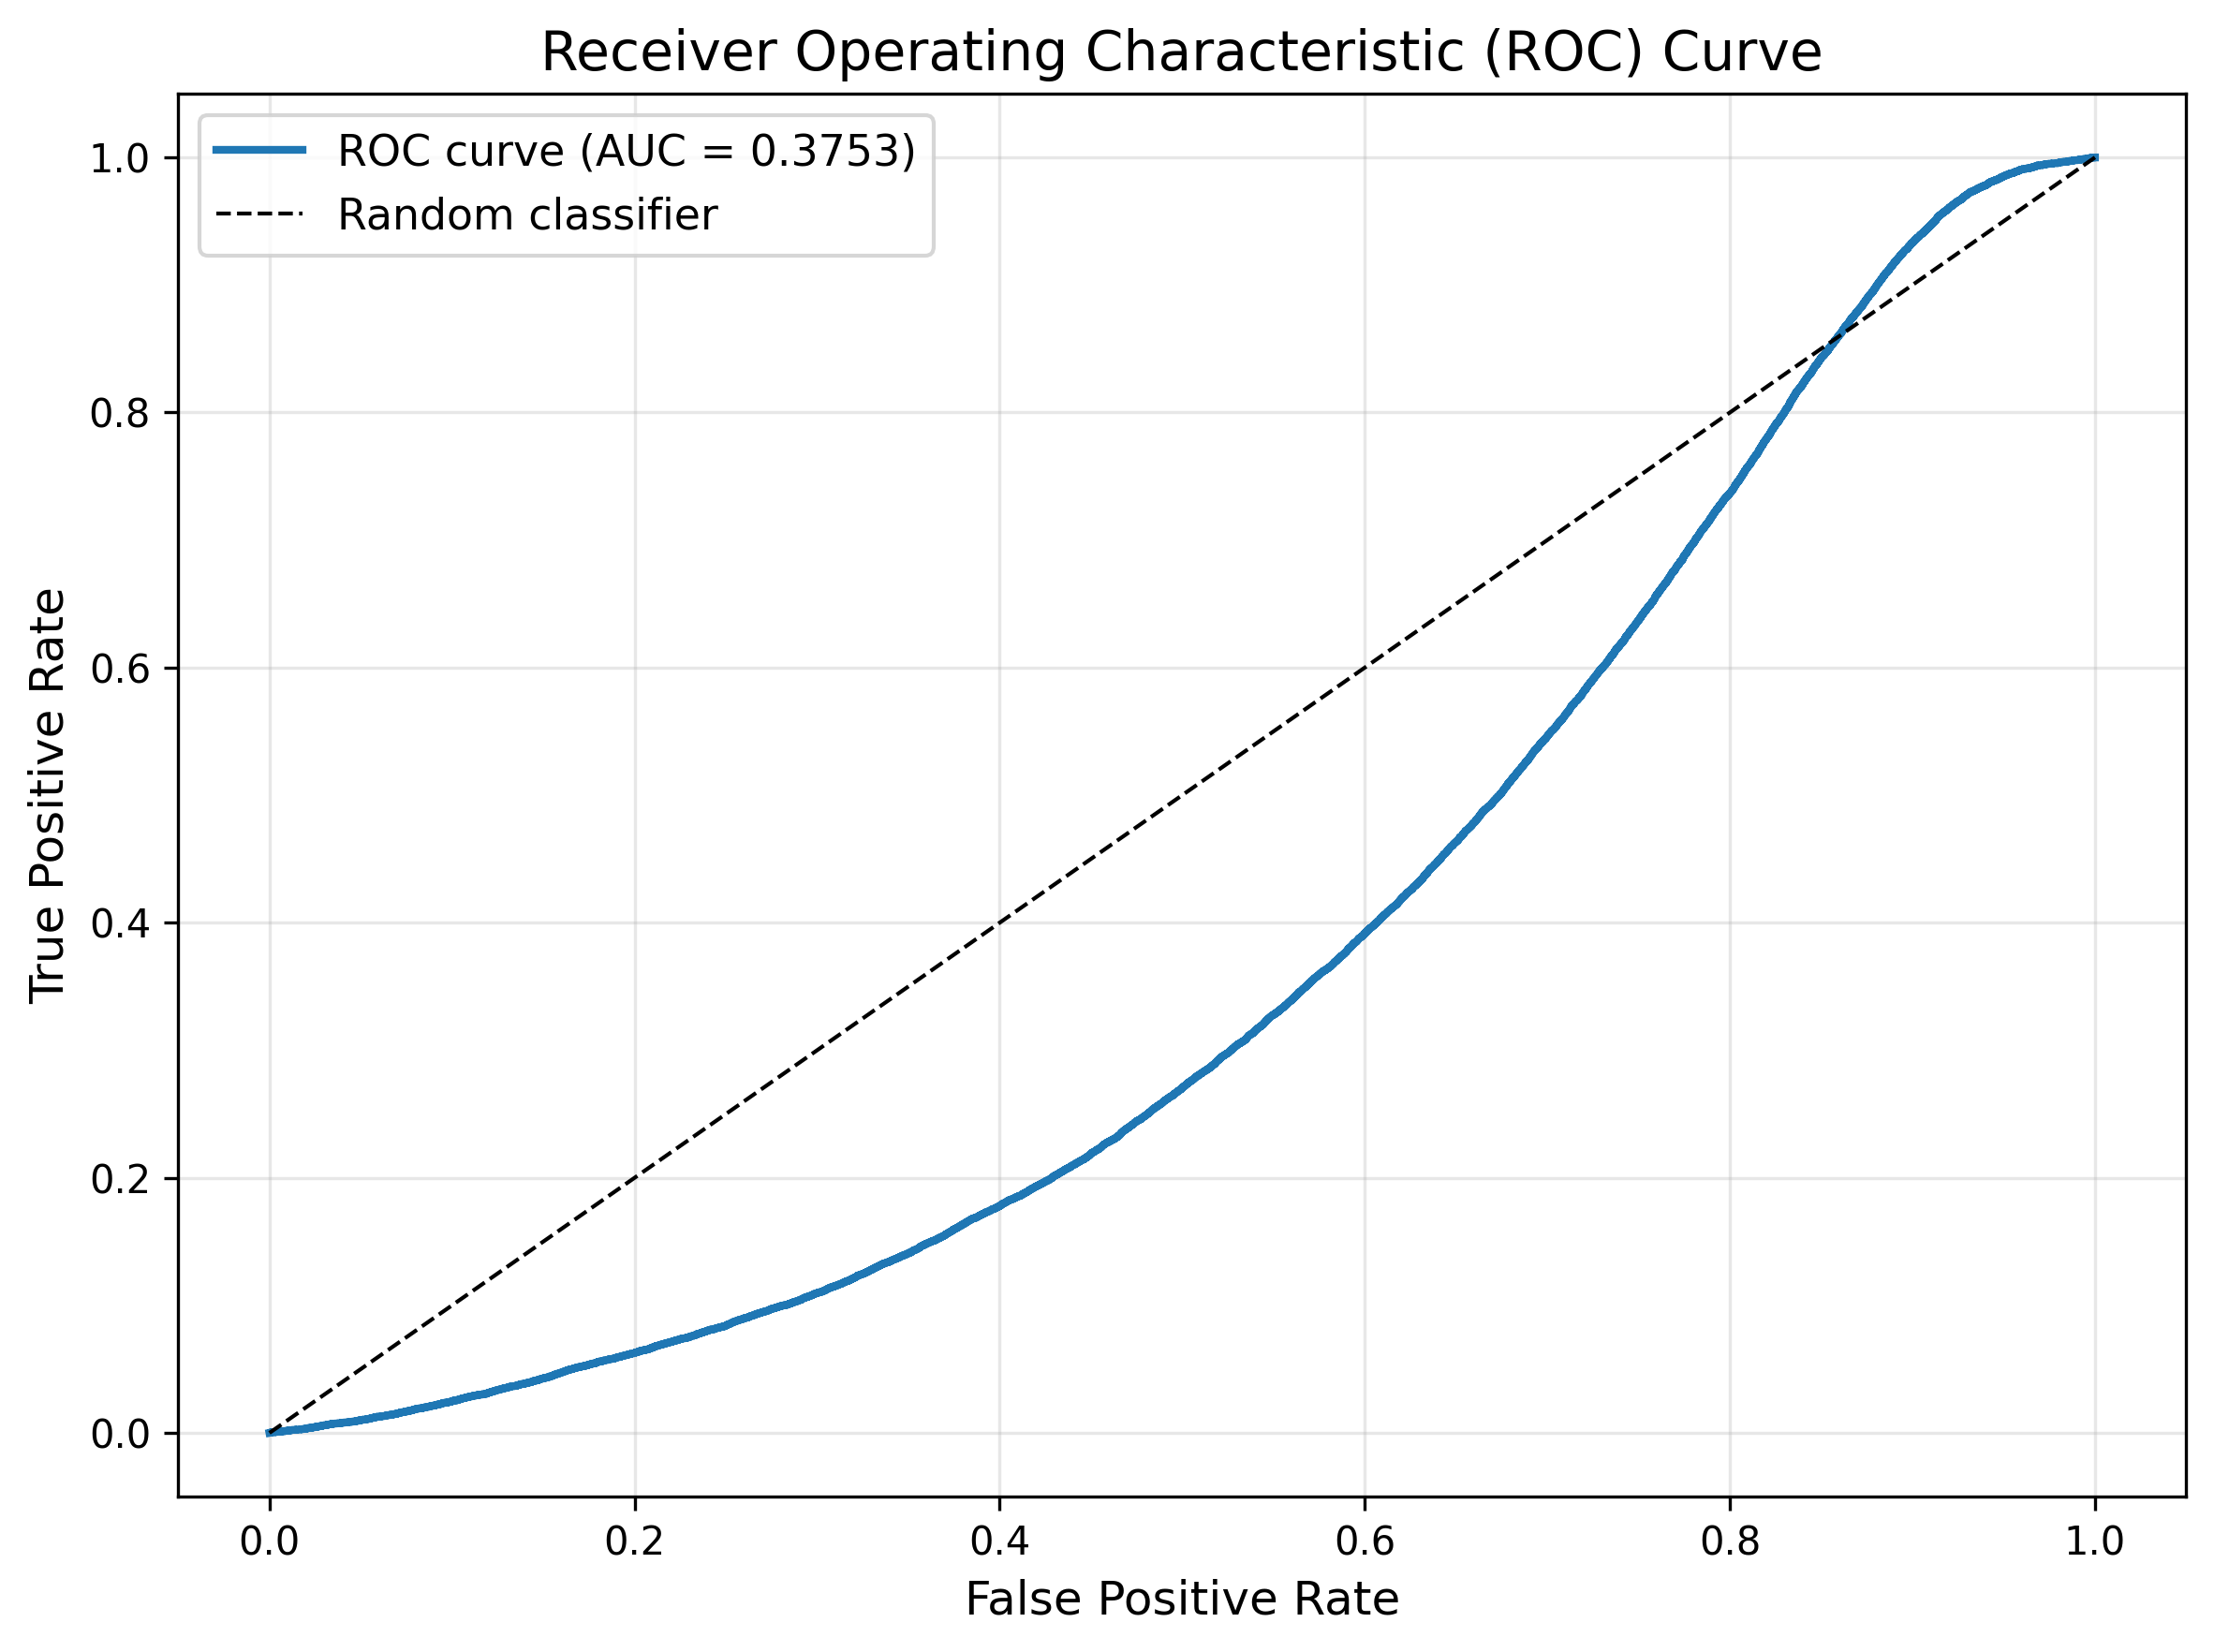 Receiver Operating Characteristic (ROC) Curve
ROC curve (AUC = 0.3753)
Random classifier
True Positive Rate
1.0
0.8
0.6
0.4
0.2
0.0
0.0 0.2 0.4 0.6 0.8 1.0
False Positive Rate